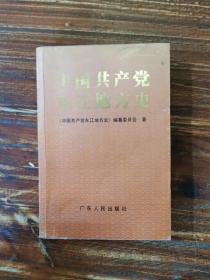 中国共产党
东江地方史
《中国共产党东江地方史》编纂委员会 著
广东人民出版社